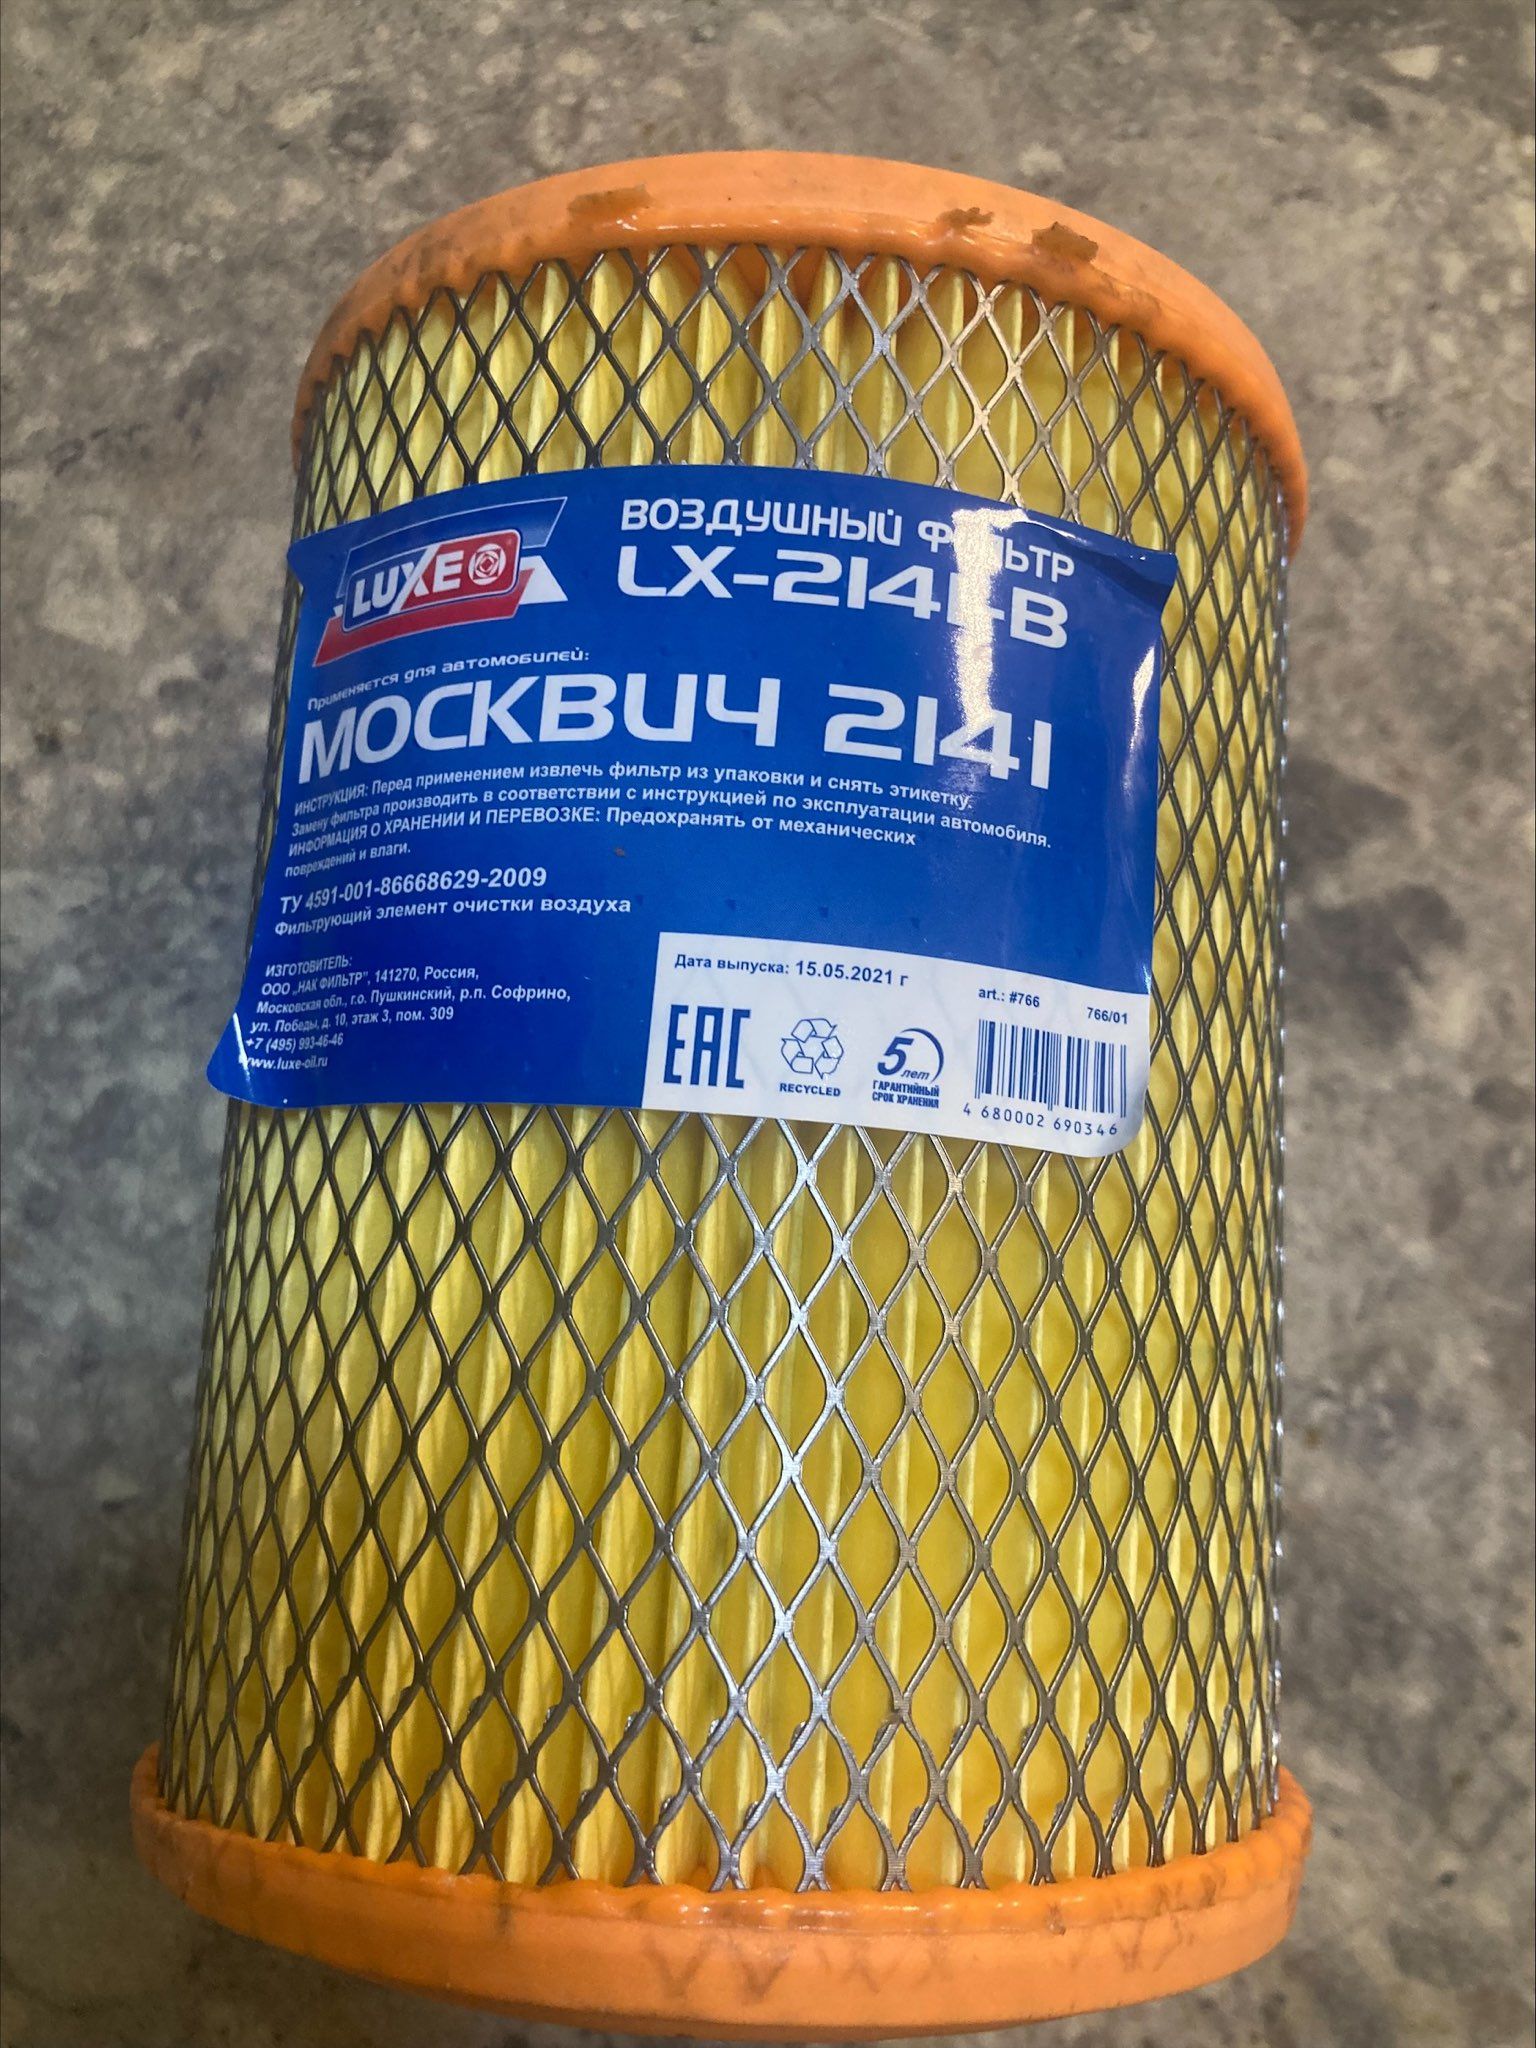 LUXE
ВОЗДУШНЫЙ ФИЛЬТР
LX-2141-В
Применяется для автомобилей:
МОСКВИЧ 2141
ИНСТРУКЦИЯ: Перед применением извлечь фильтр из упаковки и снять этикетку.
Замену фильтра производить в соответствии с инструкцией по эксплуатации автомобиля.
ИНФОРМАЦИЯ О ХРАНЕНИИ И ПЕРЕВОЗКЕ: Предохранять от механических
повреждений и влаги.
ТУ 4591-001-86668629-2009
Фильтрующий элемент очистки воздуха
ИЗГОТОВИТЕЛЬ:
ООО „НАК ФИЛЬТР", 141270, Россия,
Московская обл., г.о. Пушкинский, р.п. Софрино,
ул. Победы, д. 10, этаж 3, пом. 309
+7 (495) 993-46-46
www.luxe-oil.ru
Дата выпуска: 15.05.2021 г
art.: #766
766/01
EAC
RECYCLED
5 лет
ГАРАНТИЙНЫЙ
СРОК ХРАНЕНИЯ
4 680002 690346